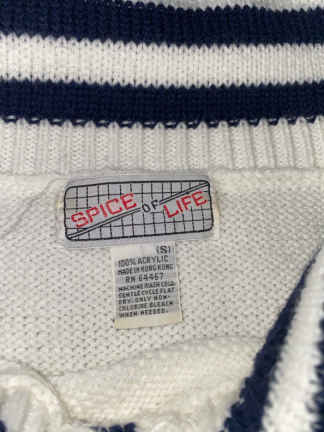 SPICE OF LIFE
(S)
100% ACRYLIC
MADE IN HONG KONG
RN 64467
MACHINE WASH COLD.
GENTLE CYCLE FLAT
DRY. ONLY NON-
CHLORINE BLEACH
WHEN NEEDED.